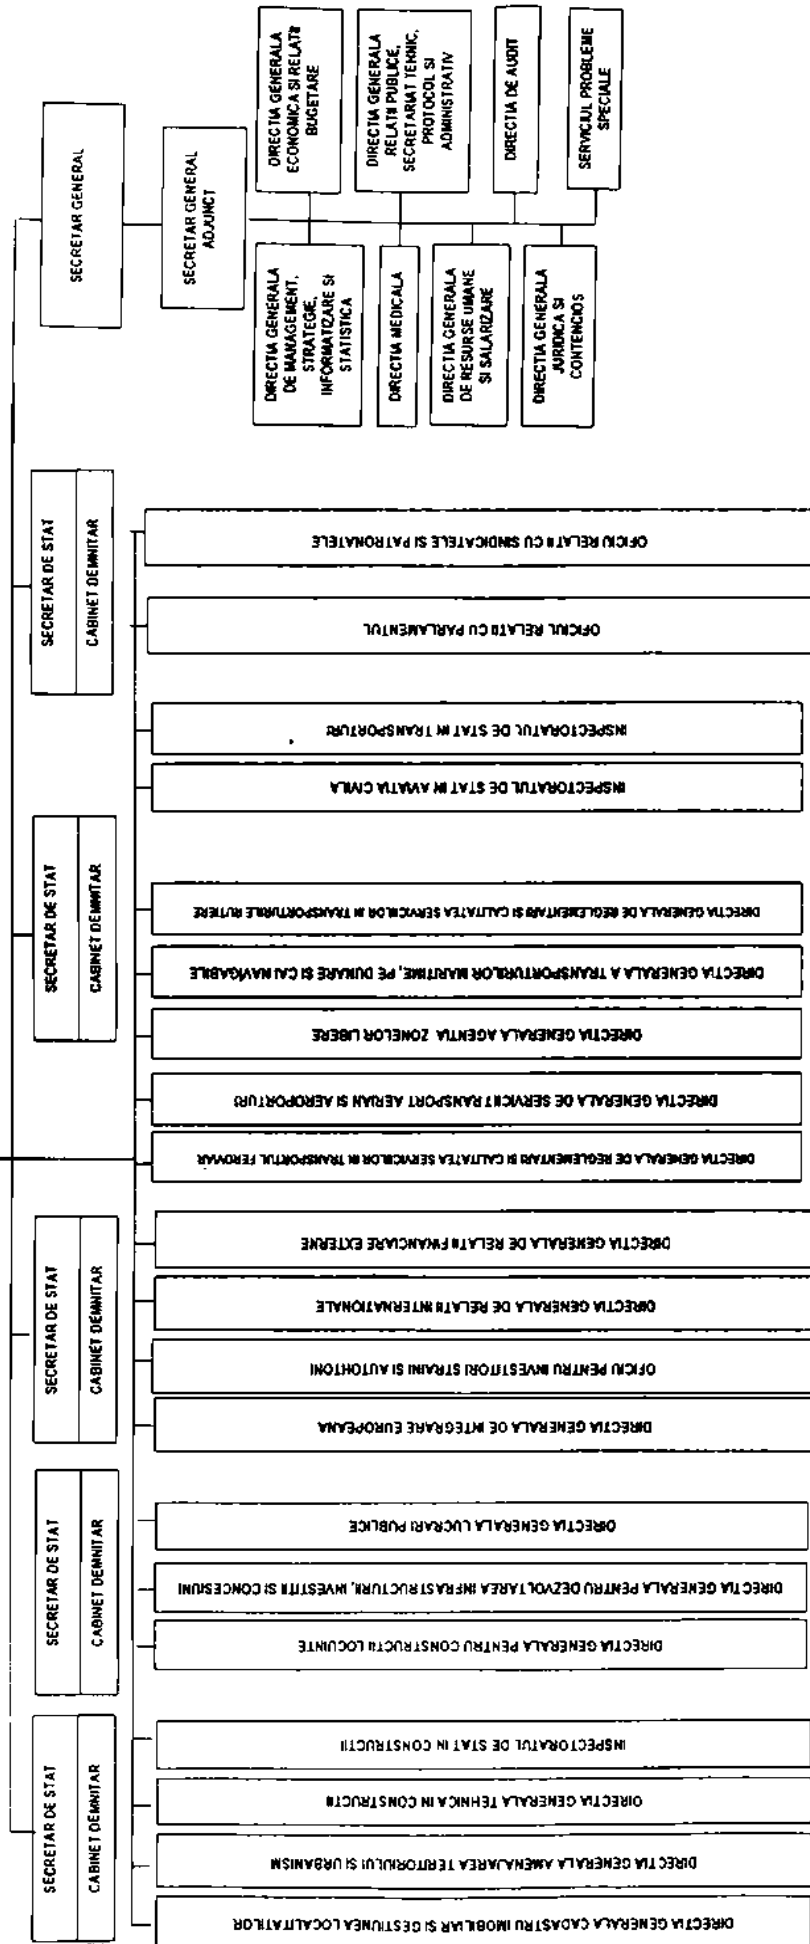 SECRETAR DE STAT
CABINET DEMNITAR
SECRETAR DE STAT
CABINET DEMNITAR
SECRETAR DE STAT
CABINET DEMNITAR
SECRETAR DE STAT
CABINET DEMNITAR
SECRETAR DE STAT
CABINET DEMNITAR
SECRETAR GENERAL
SECRETAR GENERAL
ADJUNCT
DIRECTIA GENERALA
DE MANAGEMENT,
STRATEGIE,
INFORMATIZARE SI
STATISTICA
DIRECTIA GENERALA
ECONOMICA SI RELATII
BUGETARE
DIRECTIA MEDICALA
DIRECTIA GENERALA
RELATII PUBLICE,
SECRETARIAT TEHNIC,
PROTOCOL SI
ADMINISTRATIV
DIRECTIA GENERALA
DE RESURSE UMANE
SI SALARIZARE
DIRECTIA DE AUDIT
DIRECTIA GENERALA
JURIDICA SI
CONTENCIOS
SERVICIUL PROBLEME
SPECIALE
DIRECTIA GENERALA CADASTRU IMOBILIAR SI GESTIUNEA LOCALITATILOR
DIRECTIA GENERALA AMENAJAREA TERITORIULUI SI URBANISM
DIRECTIA GENERALA TEHNICA IN CONSTRUCTII
INSPECTORATUL DE STAT IN CONSTRUCTII
DIRECTIA GENERALA PENTRU CONSTRUCTII LOCUINTE
DIRECTIA GENERALA PENTRU DEZVOLTAREA INFRASTRUCTURII, INVESTITII SI CONCESIUNI
DIRECTIA GENERALA LUCRARI PUBLICE
DIRECTIA GENERALA DE INTEGRARE EUROPEANA
OFICIU PENTRU INVESTITORI STRAINI SI AUTOHTONI
DIRECTIA GENERALA DE RELATII INTERNATIONALE
DIRECTIA GENERALA DE RELATII FINANCIARE EXTERNE
DIRECTIA GENERALA DE REGLEMENTARI SI CALITATEA SERVICIILOR IN TRANSPORTUL FEROVIAR
DIRECTIA GENERALA DE SERVICII TRANSPORT AERIAN SI AEROPORTURI
DIRECTIA GENERALA AGENTIA ZONELOR LIBERE
DIRECTIA GENERALA A TRANSPORTURILOR MARITIME, PE DUNARE SI CAI NAVIGABILE
DIRECTIA GENERALA DE REGLEMENTARI SI CALITATEA SERVICIILOR IN TRANSPORTURILE RUTIERE
INSPECTORATUL DE STAT IN AVIATIA CIVILA
INSPECTORATUL DE STAT IN TRANSPORTURI
OFICIUL RELATII CU PARLAMENTUL
OFICIU RELATII CU SINDICATELE SI PATRONATELE